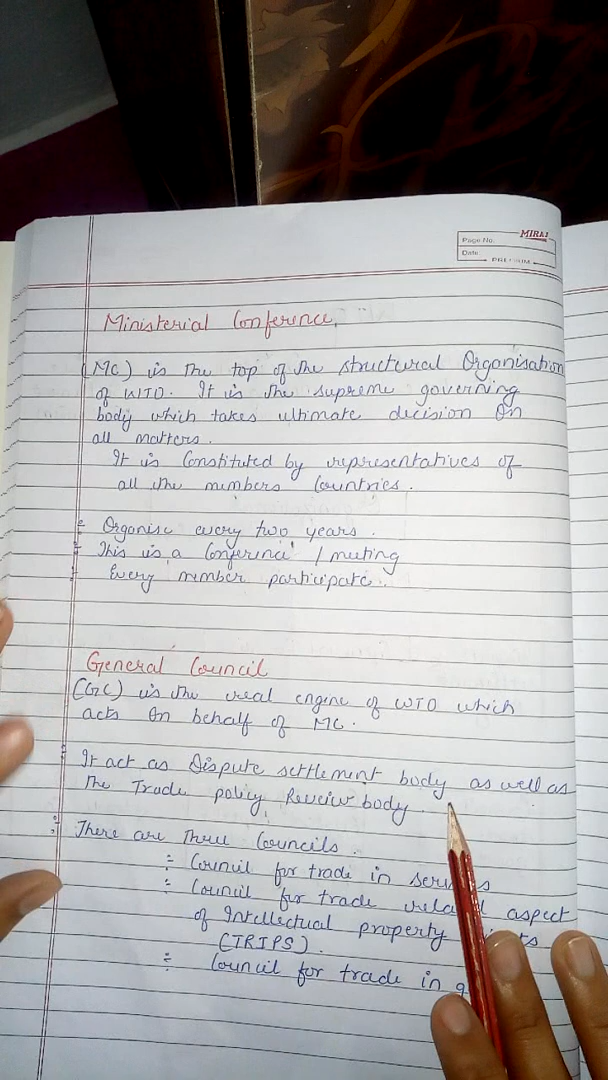 MIRAI
Page No.
Date
PREMIUM
Ministerial Conference.
(MC) is the top of the structural Organisation
of WTO. It is the supreme governing
body which takes ultimate decision on
all matters.
It is Constituted by representatives of
all the members Countries.
Organise every two years.
This is a Conference / meeting
Every member participate.
General Council
(GC) is the real engine of WTO which
acts on behalf of MC.
It act as Dispute settlement body as well as
the Trade policy Review body.
There are Three Councils.
Council for trade in
Council for trade aspect
of Intellectual property
(TRIPS).
Council for trade in